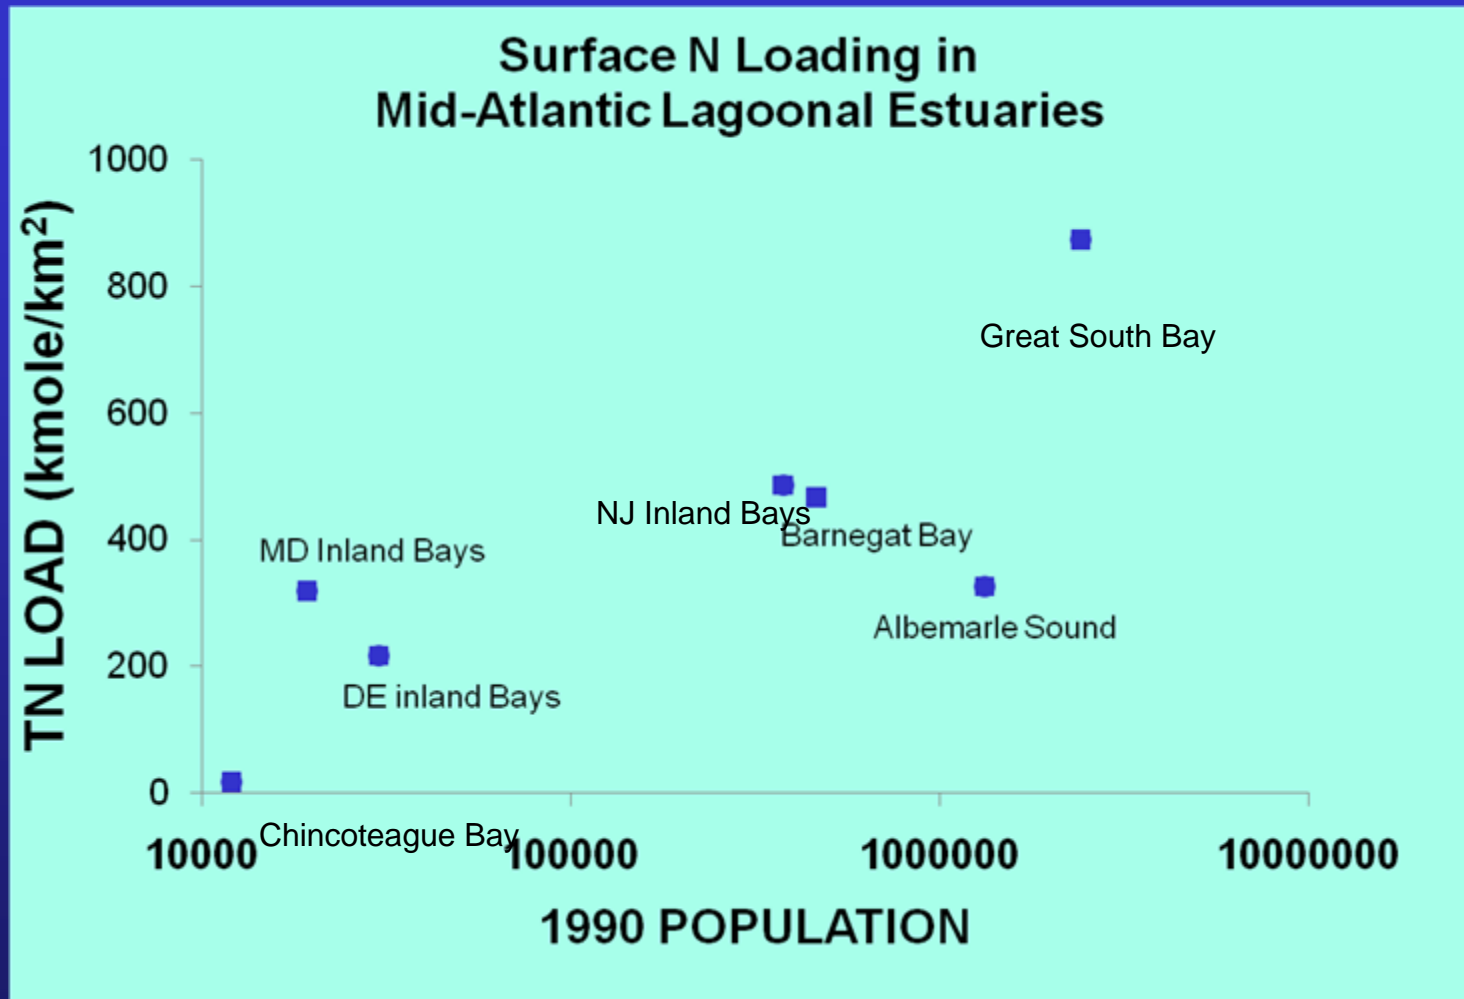 Surface N Loading in
Mid-Atlantic Lagoonal Estuaries
TN LOAD (kmole/km²)
1000
800
600
400
200
0
Great South Bay
NJ Inland Bays
Barnegat Bay
MD Inland Bays
Albemarle Sound
DE inland Bays
Chincoteague Bay
10000 100000 1000000 10000000
1990 POPULATION